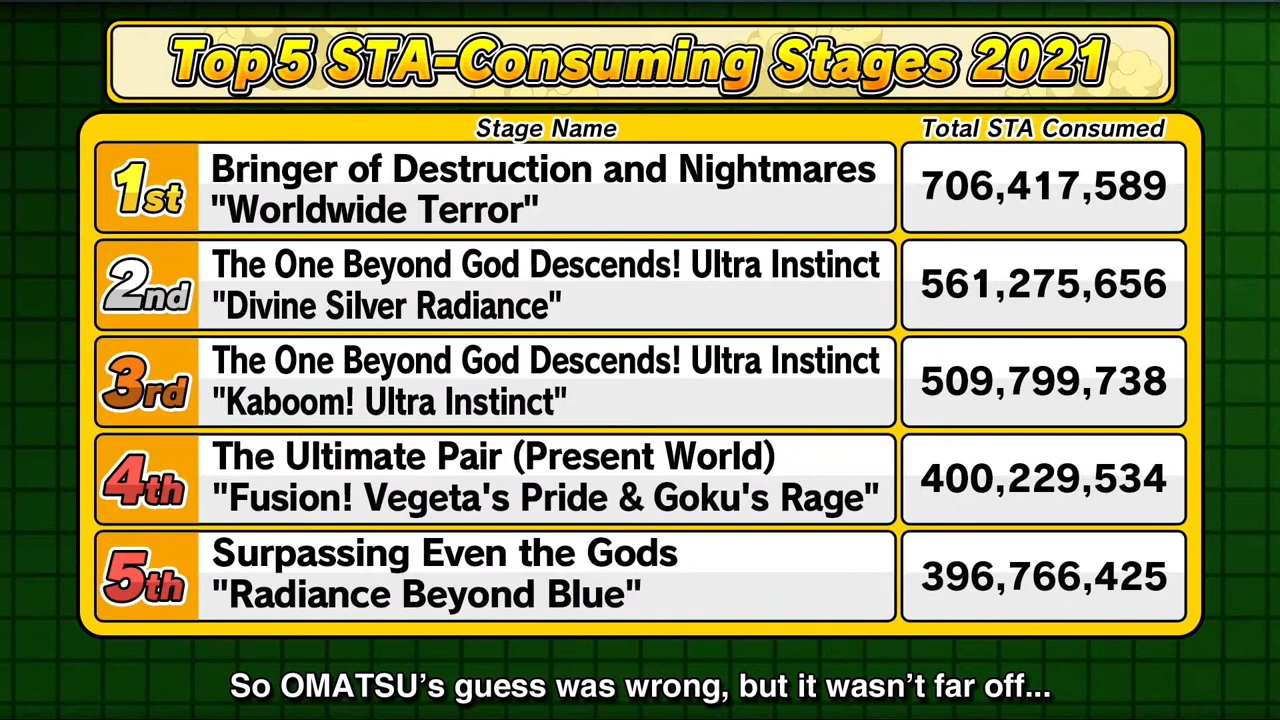 Top 5 STA-Consuming Stages 2021
Stage Name
Total STA Consumed
1st
Bringer of Destruction and Nightmares
"Worldwide Terror"
706,417,589
2nd
The One Beyond God Descends! Ultra Instinct
"Divine Silver Radiance"
561,275,656
3rd
The One Beyond God Descends! Ultra Instinct
"Kaboom! Ultra Instinct"
509,799,738
4th
The Ultimate Pair (Present World)
"Fusion! Vegeta's Pride & Goku's Rage"
400,229,534
5th
Surpassing Even the Gods
"Radiance Beyond Blue"
396,766,425
So OMATSU's guess was wrong, but it wasn't far off...